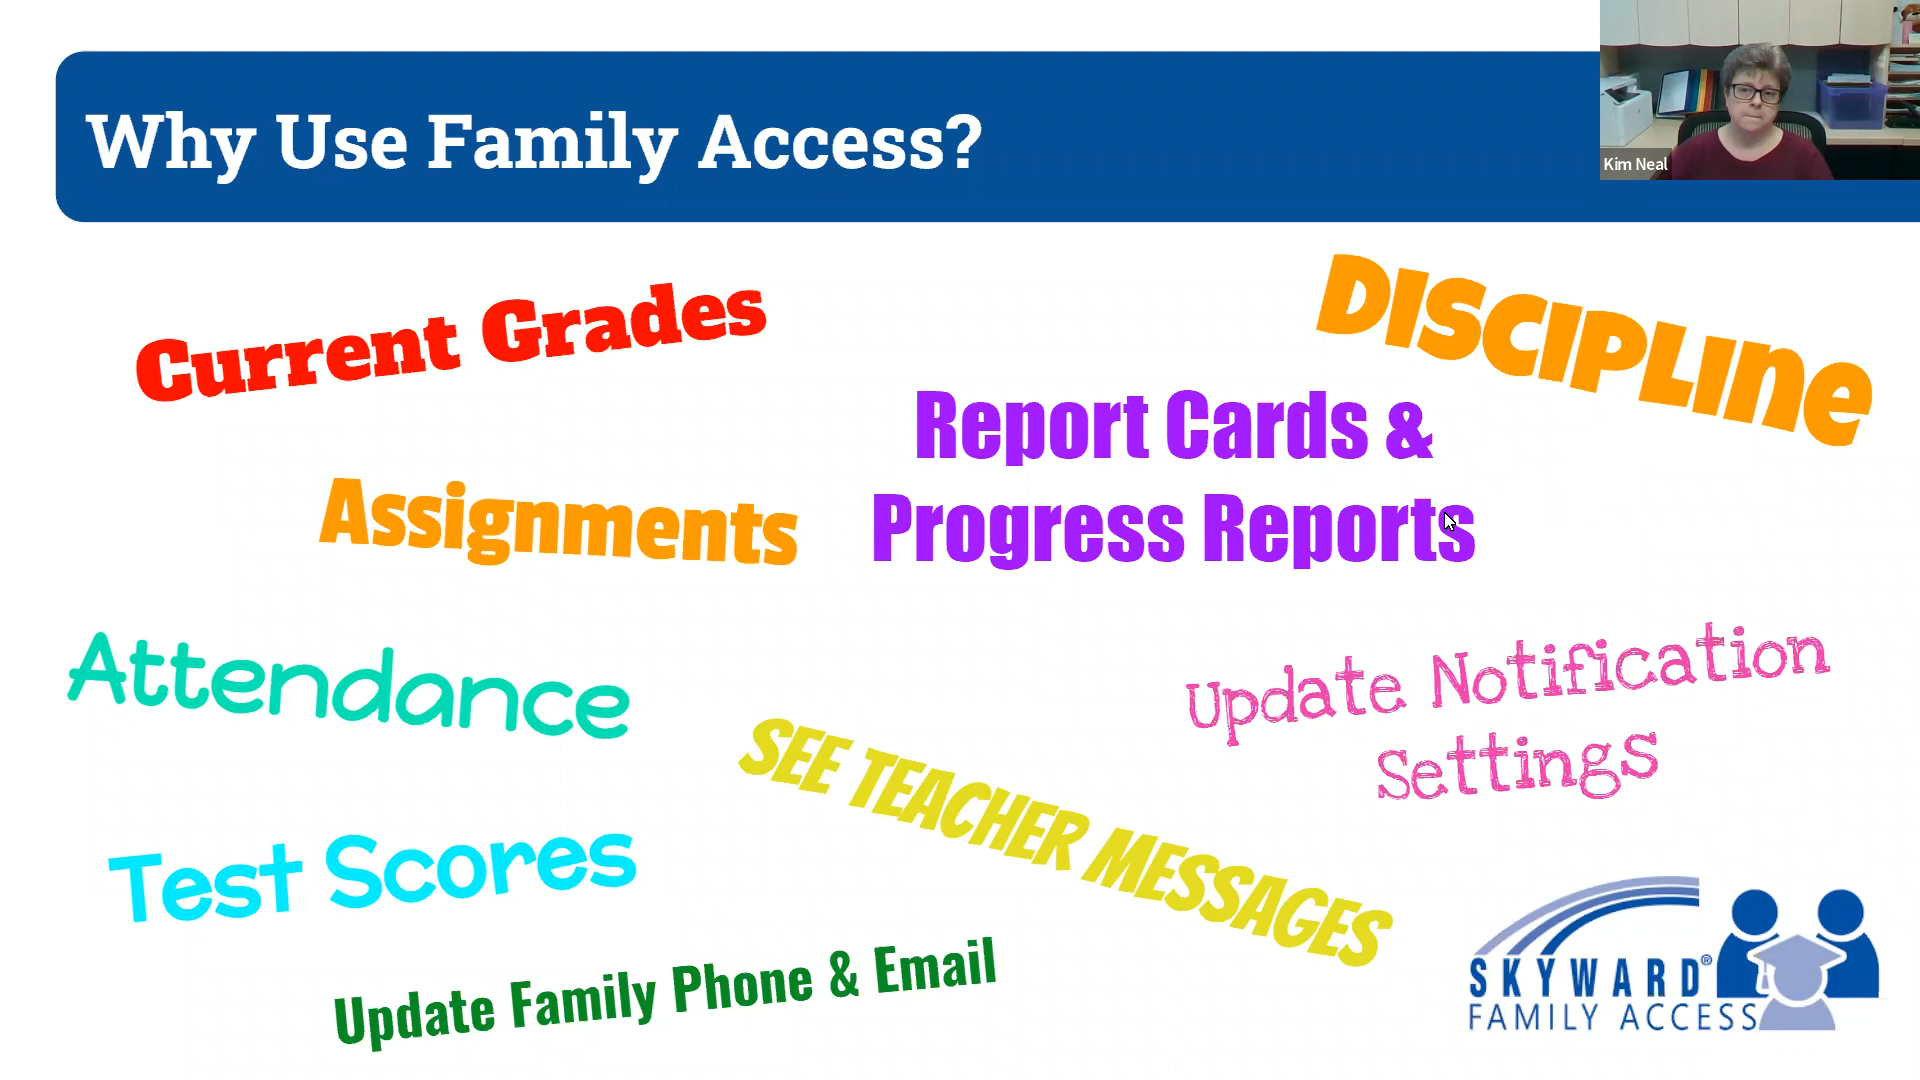 Why Use Family Access?
Kim Neal
Current Grades
DISCIPLINE
Report Cards &
Progress Reports
Assignments
Attendance
Update Notification
Settings
SEE TEACHER MESSAGES
Test Scores
Update Family Phone & Email
SKYWARD®
FAMILY ACCESS